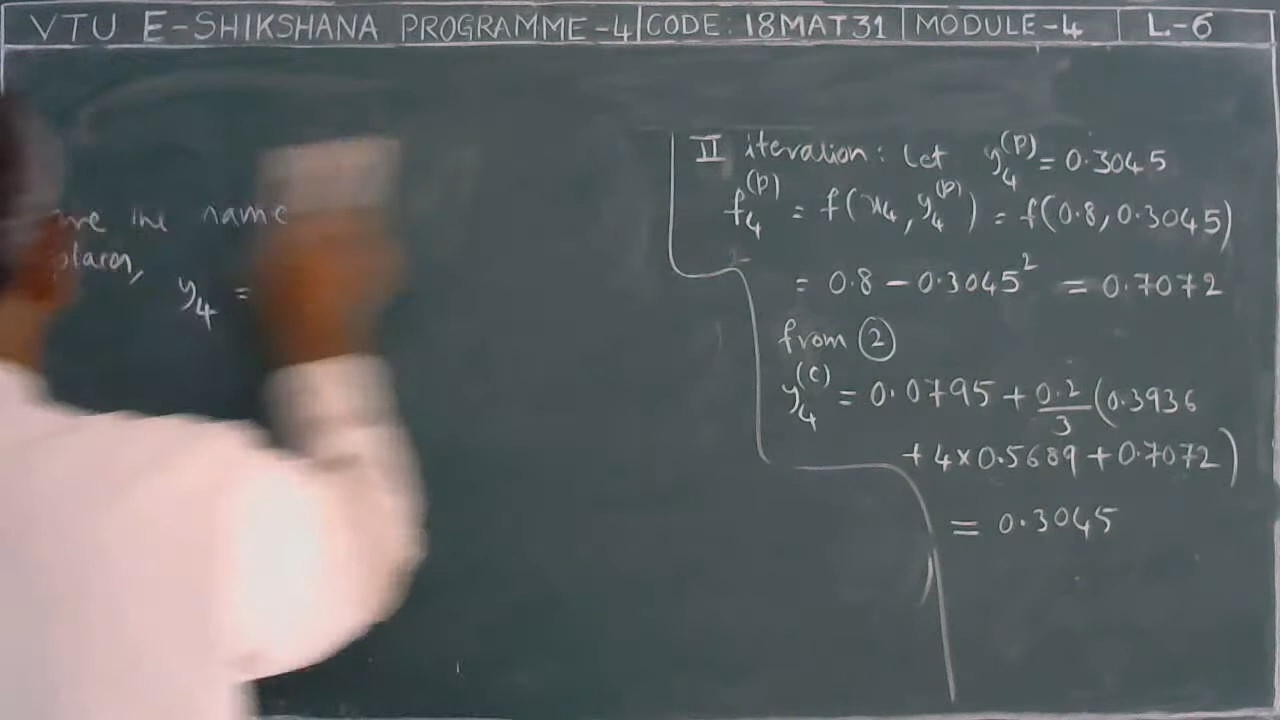 VTU E-SHIKSHANA PROGRAMME-4 CODE: 18MAT31 MODULE-4 L-6
name
y₄ =
II iteration: Let y₄^(p) = 0.3045
f₄^(p) = f(x₄, y₄^(p)) = f(0.8, 0.3045)
= 0.8 - 0.3045² = 0.7072
from ②
y₄^(c) = 0.0795 + 0.2/3 (0.3936
+ 4 × 0.5689 + 0.7072)
= 0.3045